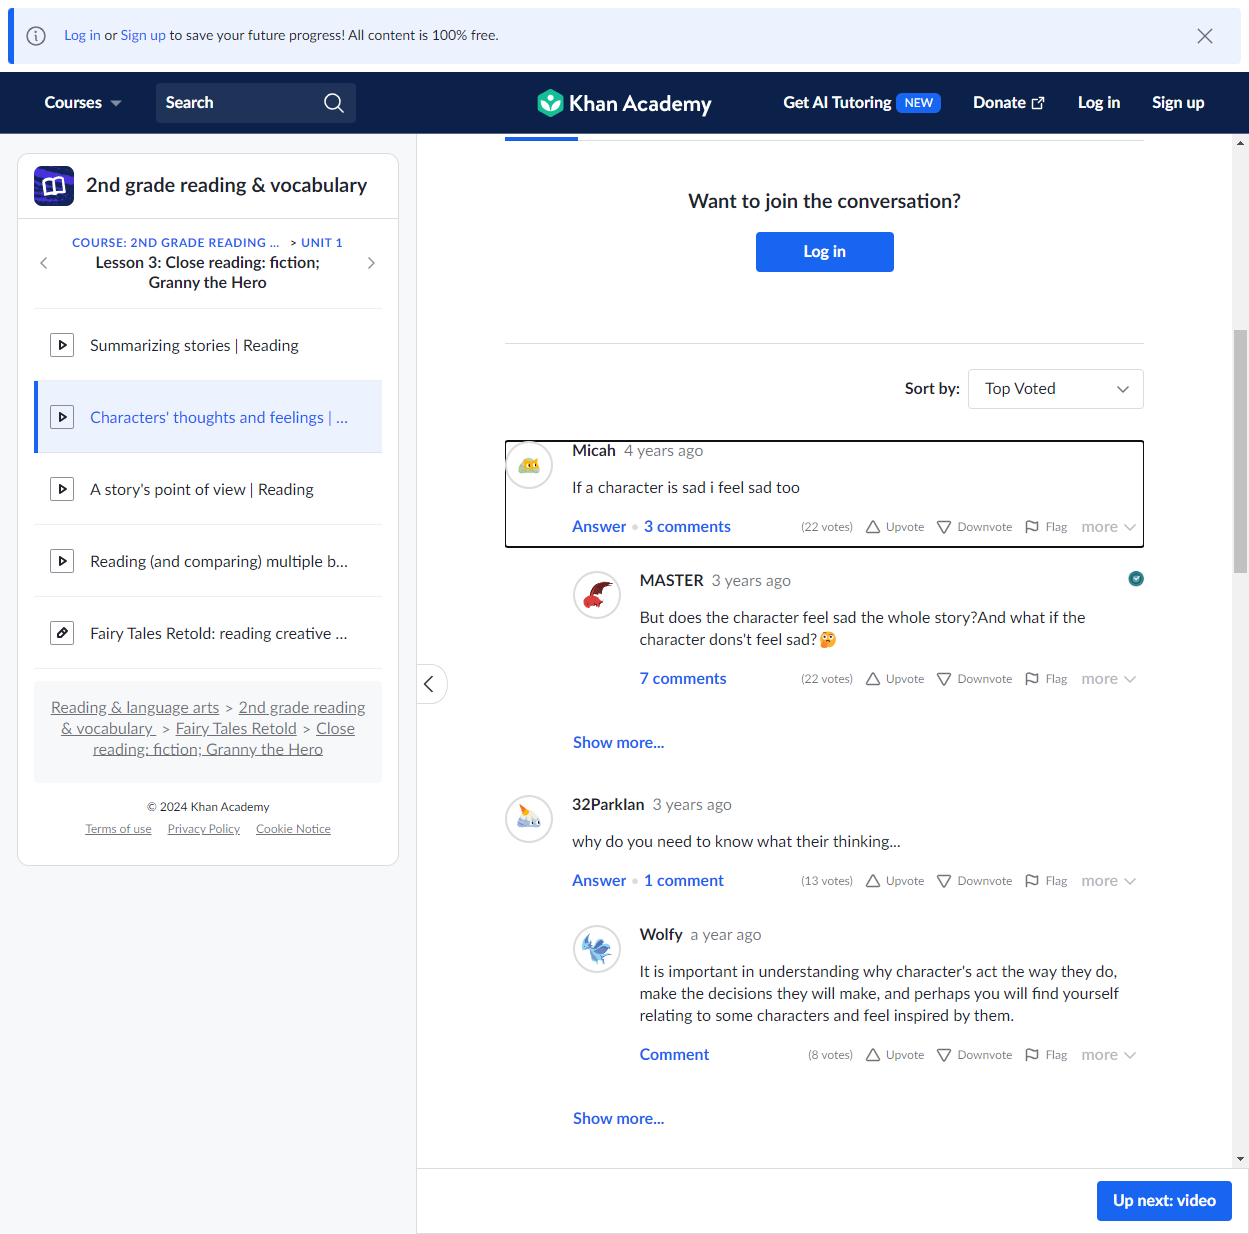 Log in or Sign up to save your future progress! All content is 100% free.
Courses
Search
Khan Academy
Get AI Tutoring NEW
Donate
Log in
Sign up
2nd grade reading & vocabulary
COURSE: 2ND GRADE READING ... > UNIT 1
Lesson 3: Close reading: fiction;
Granny the Hero
Summarizing stories | Reading
Characters' thoughts and feelings | ...
A story's point of view | Reading
Reading (and comparing) multiple b...
Fairy Tales Retold: reading creative ...
Reading & language arts > 2nd grade reading
& vocabulary > Fairy Tales Retold > Close
reading: fiction; Granny the Hero
© 2024 Khan Academy
Terms of use Privacy Policy Cookie Notice
Want to join the conversation?
Log in
Sort by: Top Voted
Micah 4 years ago
If a character is sad i feel sad too
Answer • 3 comments (22 votes) Upvote Downvote Flag more
MASTER 3 years ago
But does the character feel sad the whole story?And what if the
character dons't feel sad?🤔
7 comments (22 votes) Upvote Downvote Flag more
Show more...
32ParkIan 3 years ago
why do you need to know what their thinking...
Answer • 1 comment (13 votes) Upvote Downvote Flag more
Wolfy a year ago
It is important in understanding why character's act the way they do,
make the decisions they will make, and perhaps you will find yourself
relating to some characters and feel inspired by them.
Comment (8 votes) Upvote Downvote Flag more
Show more...
Up next: video